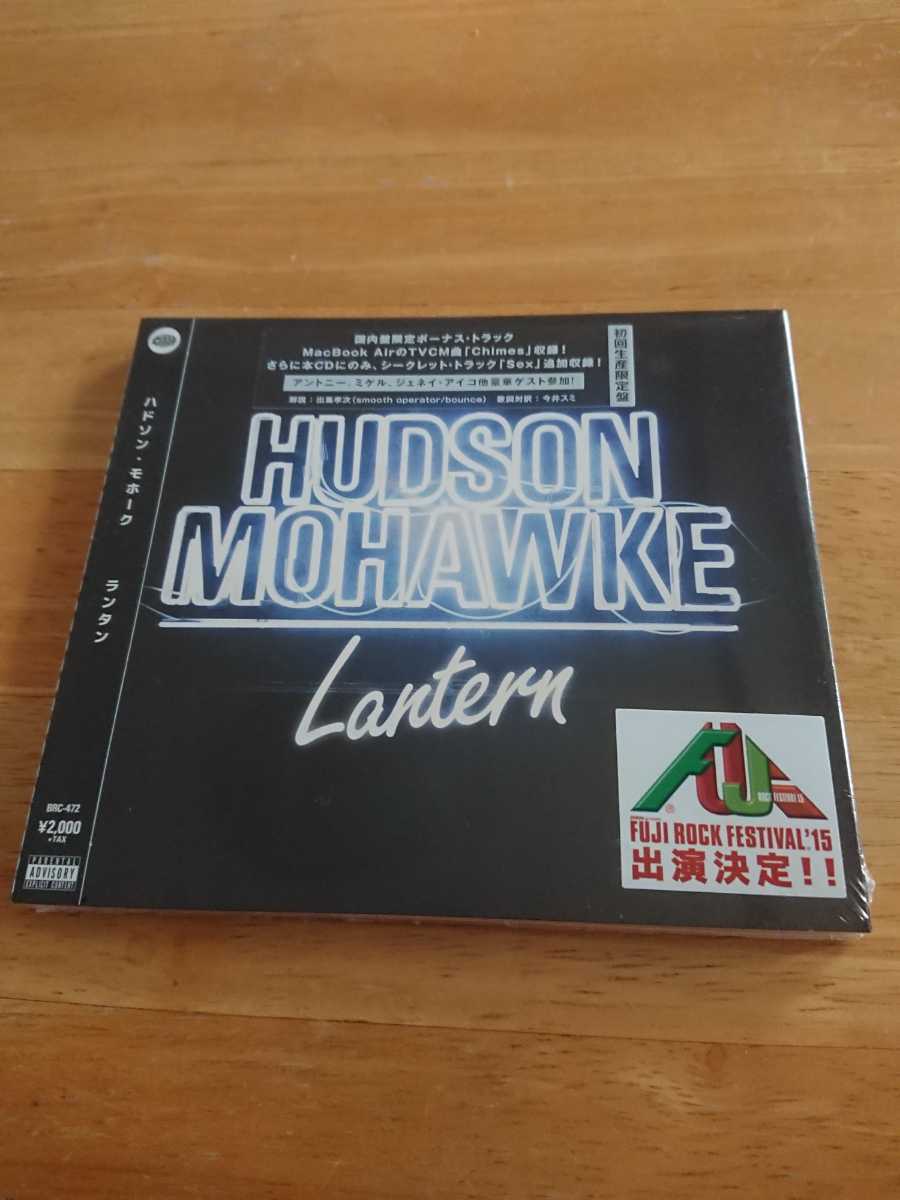 国内盤限定ボーナス・トラック
MacBook AirのTVCM曲「Chimes」収録!
さらに本CDにのみ、シークレット・トラック「Sex」追加収録!
アントニー、ミゲル、ジェネイ・アイコ他豪華ゲスト参加!
解説:出嶌孝次(smooth operator/bounce) 歌詞対訳:今井スミ
初回生産限定盤
HUDSON
MOHAWKE
Lantern
ハドソン・モホーク ランタン
BRC-472
¥2,000
+TAX
PARENTAL
ADVISORY
EXPLICIT CONTENT
FUJI
ROCK FESTIVAL 15
®
FUJI ROCK FESTIVAL'15
出演決定!!